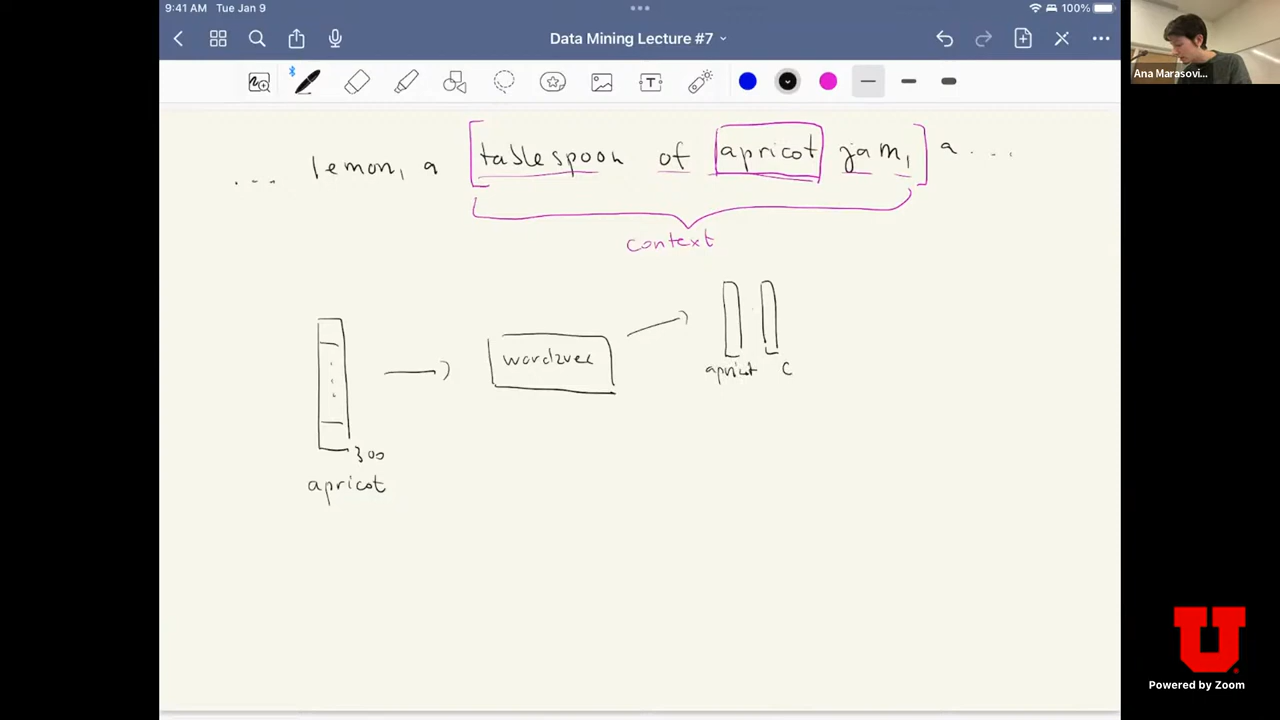 9:41 AM Tue Jan 9
100%
Data Mining Lecture #7
T
Ana Marasovi...
... lemon, a [tablespoon of apricot jam,] a ...
context
word2vec
apricot c
300
apricot
U
Powered by Zoom